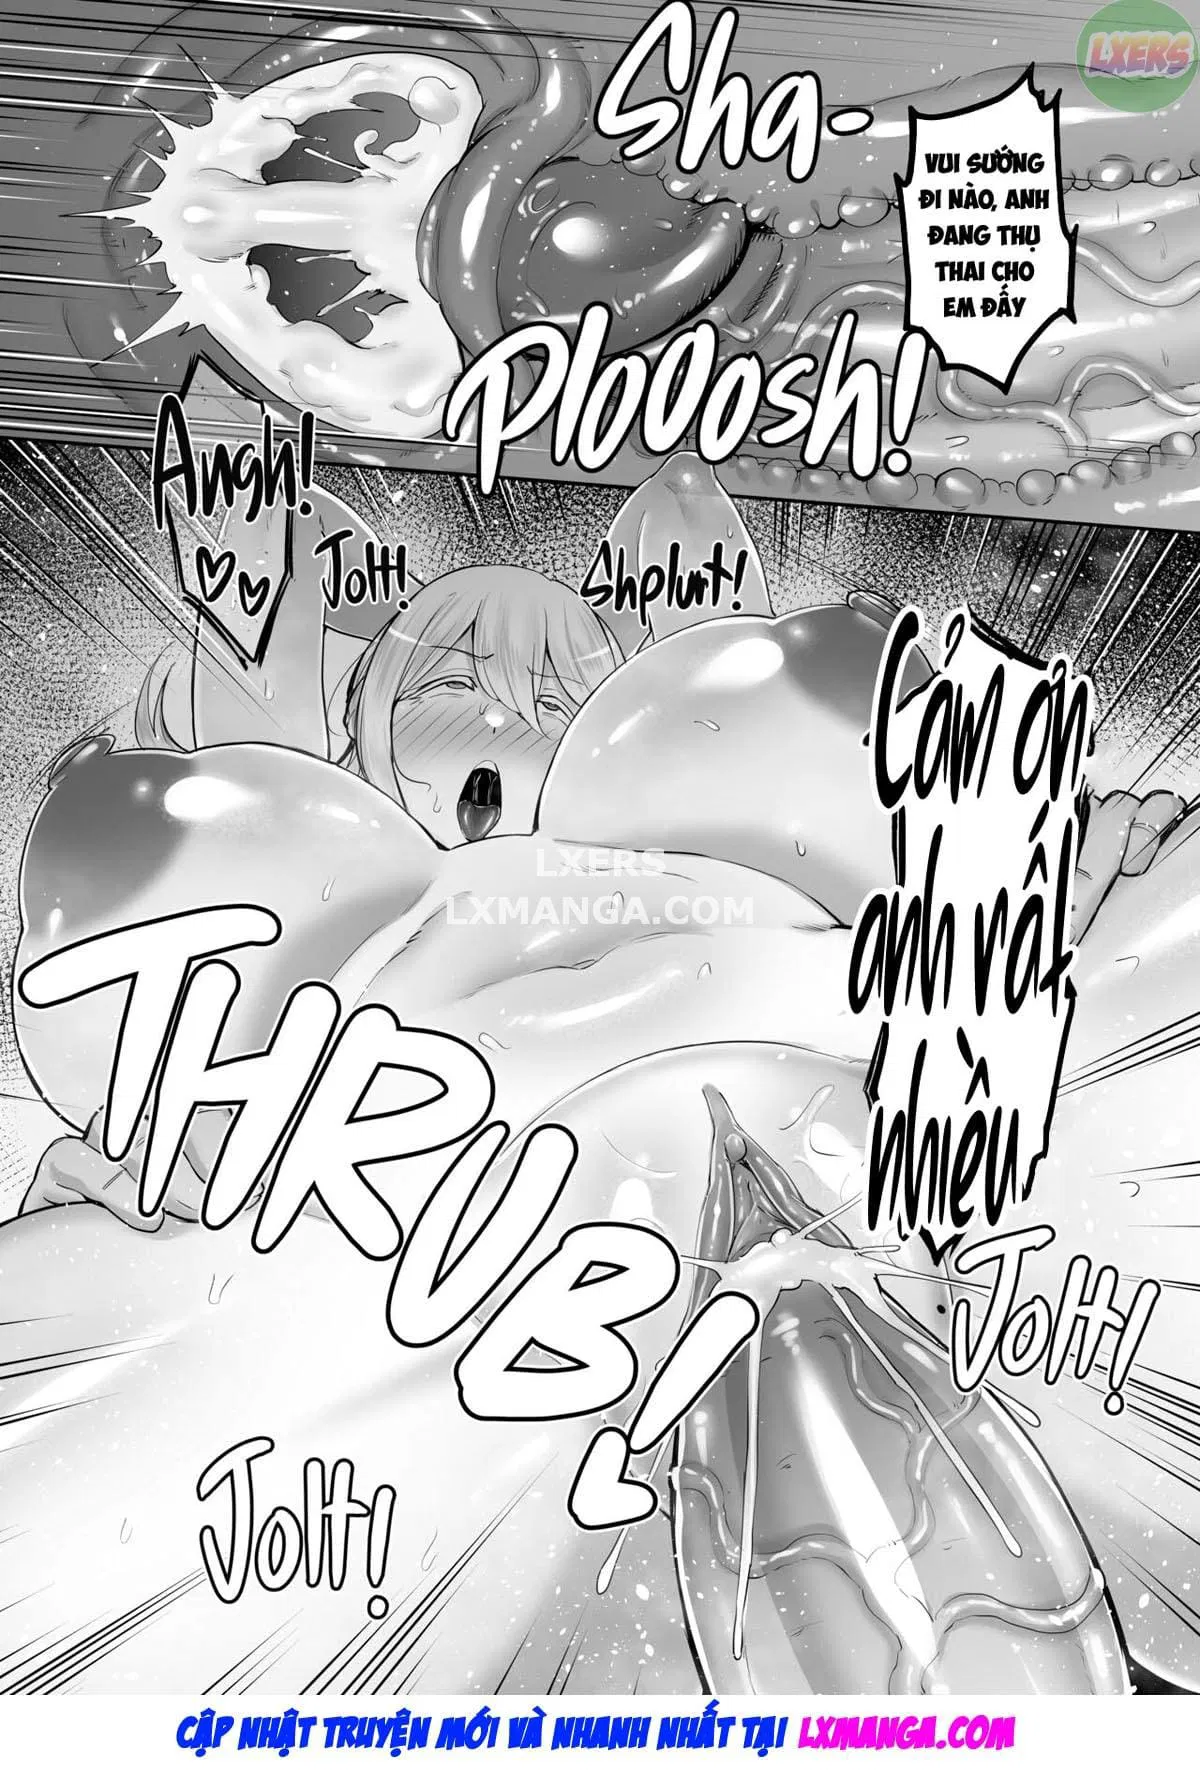 LXERS
Sha-
VUI SƯỚNG
ĐI NÀO, ANH
ĐANG THỤ
THAI CHO
EM ĐẤY
Plooosh!
Angh!
Jolt!
Shplurt!
Cảm ơn
anh rất
nhiều
LXERS
LXMANGA.COM
THRUB!
Jolt!
Jolt!
CẬP NHẬT TRUYỆN MỚI VÀ NHANH NHẤT TẠI LXMANGA.COM